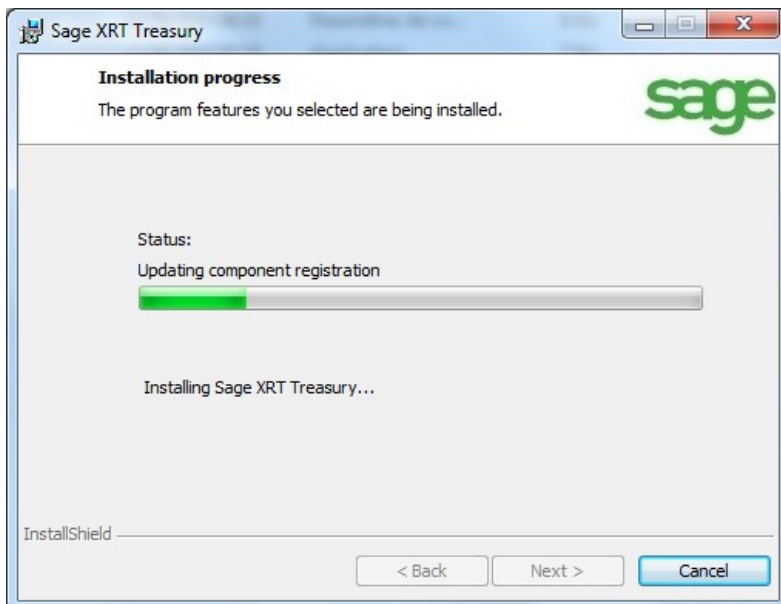 Sage XRT Treasury
Installation progress
The program features you selected are being installed.
sage
Status:
Updating component registration
Installing Sage XRT Treasury...
InstallShield
< Back
Next >
Cancel